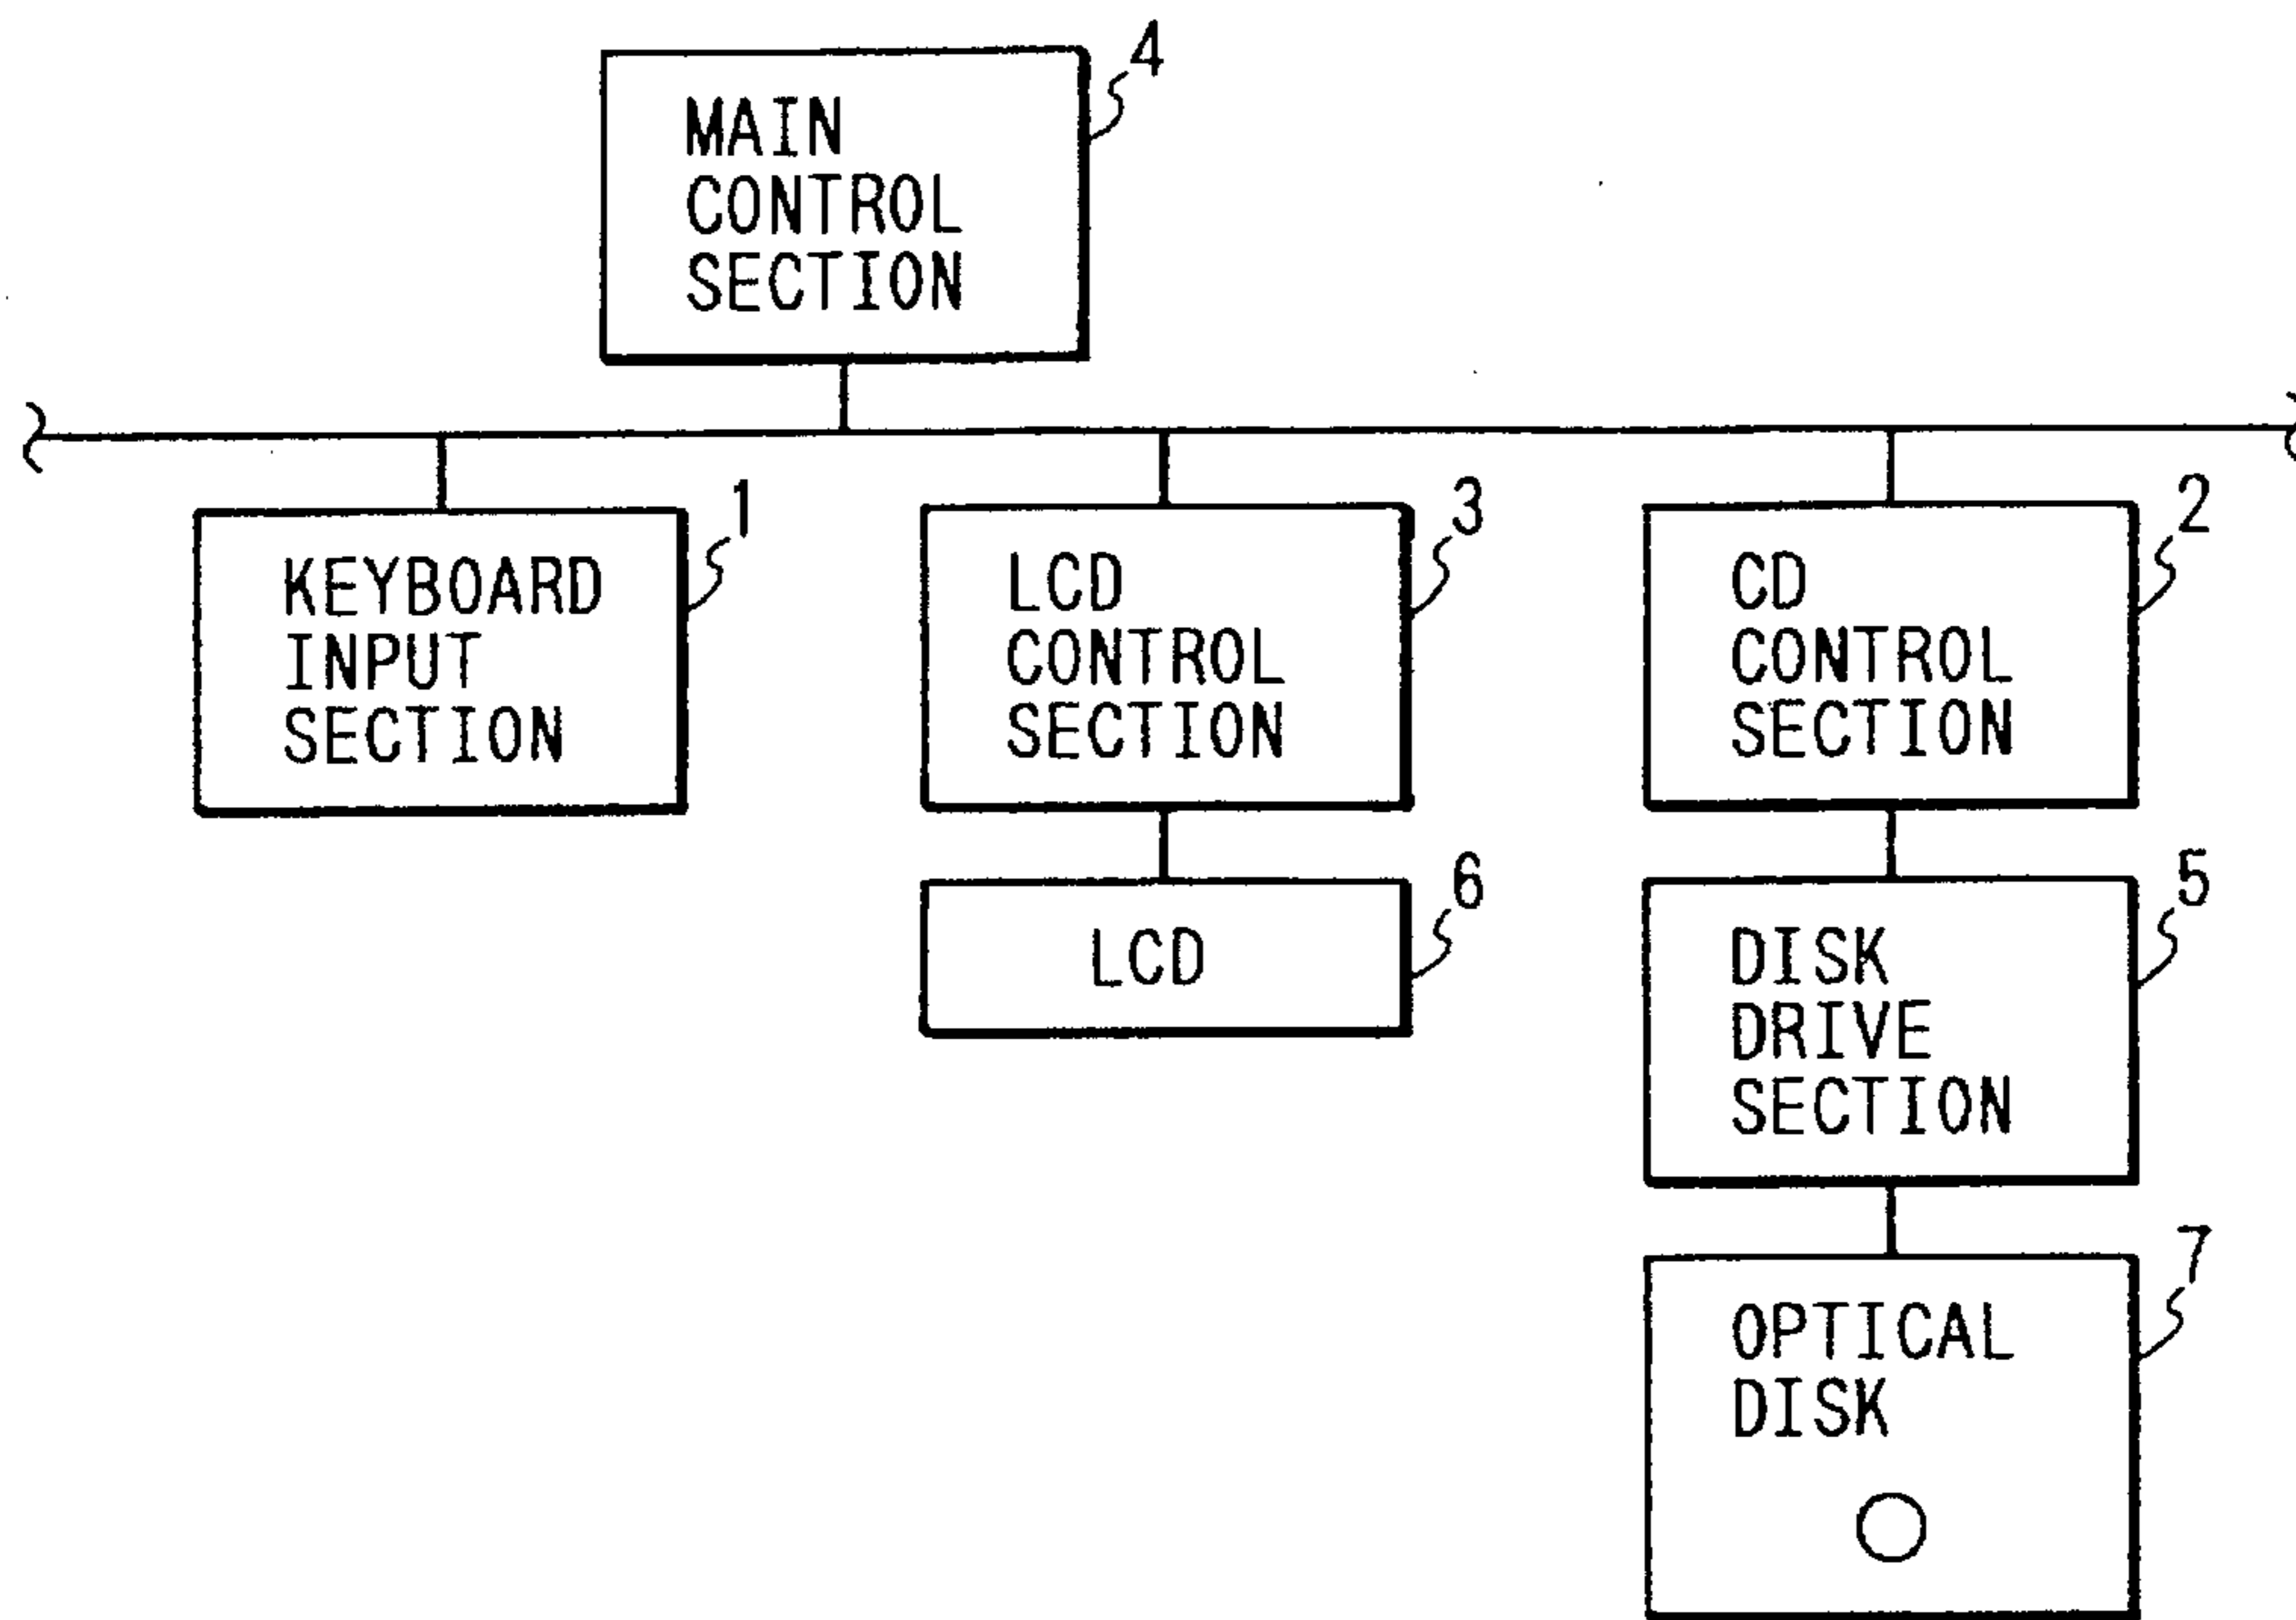 4
MAIN
CONTROL
SECTION
1
KEYBOARD
INPUT
SECTION
3
LCD
CONTROL
SECTION
2
CD
CONTROL
SECTION
6
LCD
5
DISK
DRIVE
SECTION
7
OPTICAL
DISK